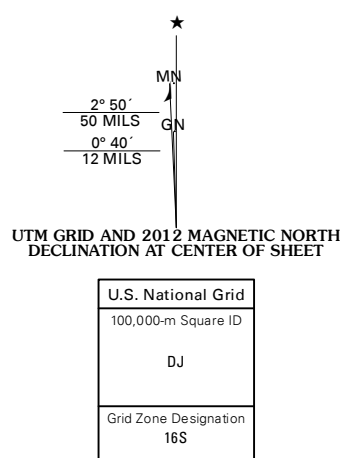 ★
MN
2° 50´
50 MILS
GN
0° 40´
12 MILS
UTM GRID AND 2012 MAGNETIC NORTH
DECLINATION AT CENTER OF SHEET
U.S. National Grid
100,000-m Square ID
DJ
Grid Zone Designation
16S